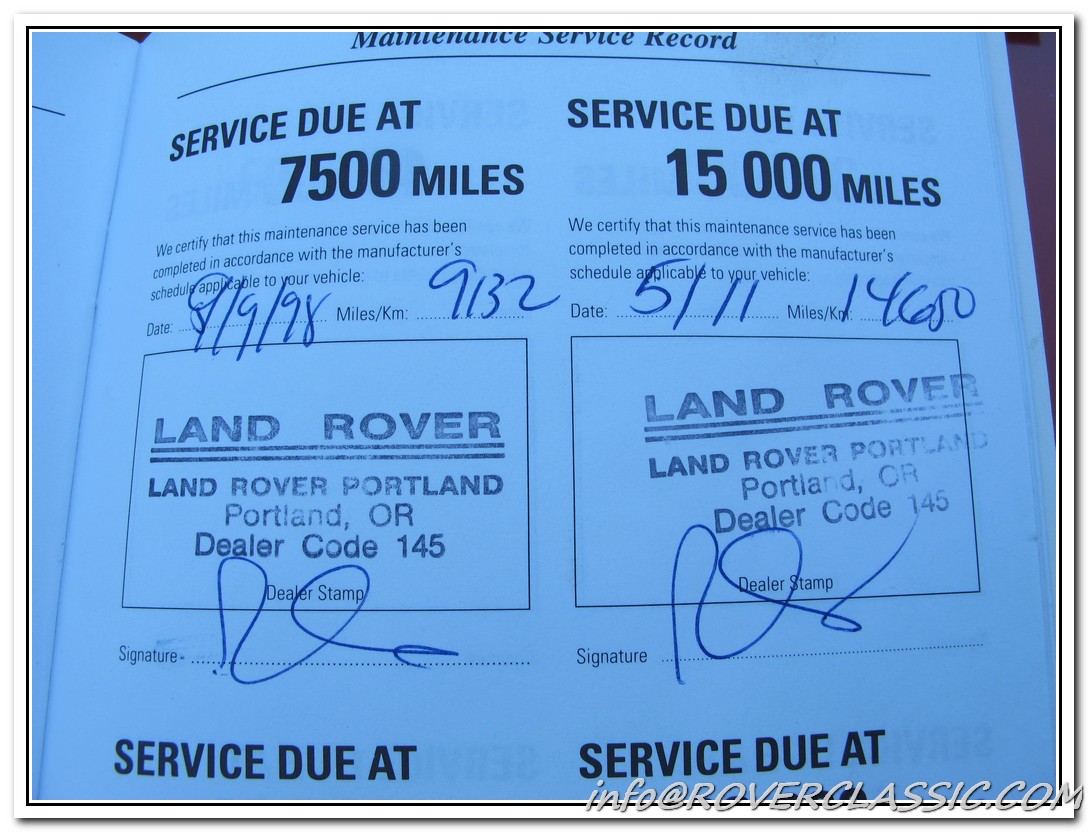 Maintenance Service Record
SERVICE DUE AT
7500 MILES
We certify that this maintenance service has been
completed in accordance with the manufacturer's
schedule applicable to your vehicle:
Date: 9/9/98 Miles/Km: 9132
LAND ROVER
LAND ROVER PORTLAND
Portland, OR
Dealer Code 145
Dealer Stamp
Signature
SERVICE DUE AT
15 000 MILES
We certify that this maintenance service has been
completed in accordance with the manufacturer's
schedule applicable to your vehicle:
Date: 5/11 Miles/Km: 14650
LAND ROVER
LAND ROVER PORTLAND
Portland, OR
Dealer Code 145
Dealer Stamp
Signature
SERVICE DUE AT
SERVICE DUE AT
info@ROVERCLASSIC.COM